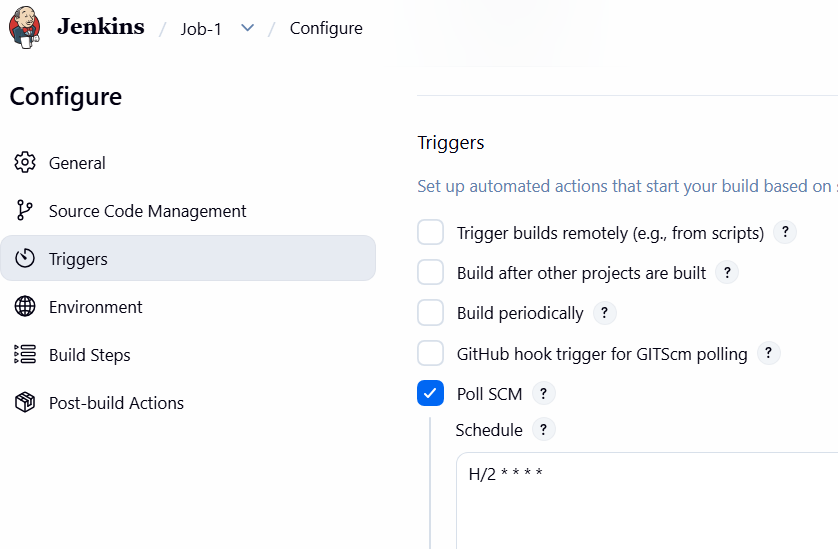 Jenkins / Job-1 / Configure
Configure
General
Source Code Management
Triggers
Environment
Build Steps
Post-build Actions
Triggers
Set up automated actions that start your build based on
Trigger builds remotely (e.g., from scripts) ?
Build after other projects are built ?
Build periodically ?
GitHub hook trigger for GITScm polling ?
Poll SCM ?
Schedule ?
H/2 * * * *